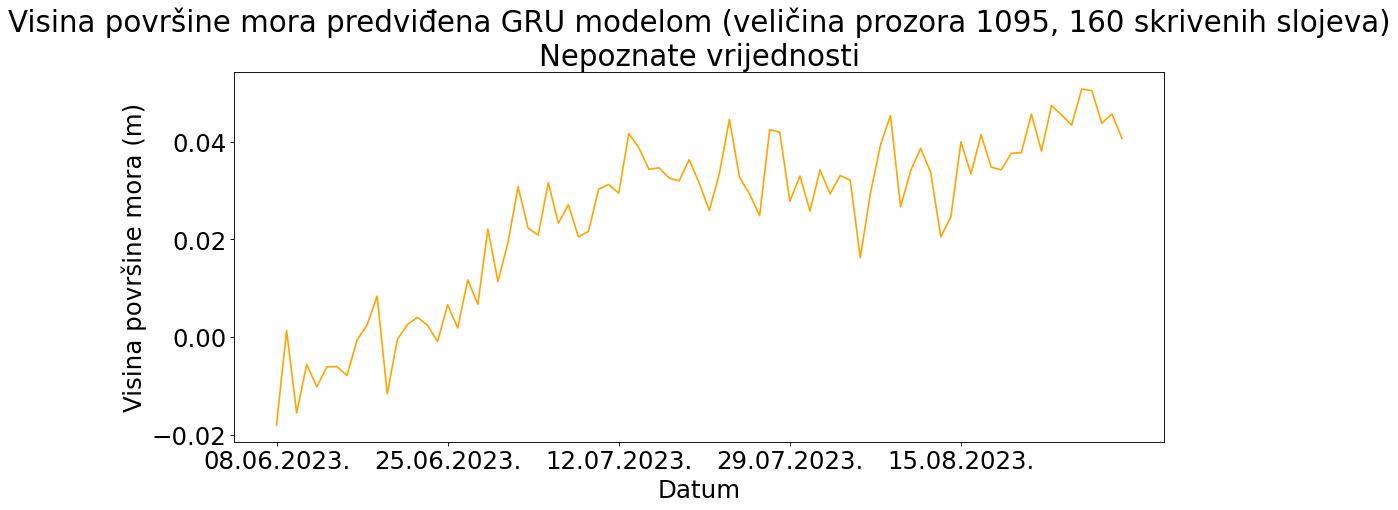 Visina površine mora predviđena GRU modelom (veličina prozora 1095, 160 skrivenih slojeva)
Nepoznate vrijednosti
Visina površine mora (m)
0.04
0.02
0.00
−0.02
08.06.2023. 25.06.2023. 12.07.2023. 29.07.2023. 15.08.2023.
Datum